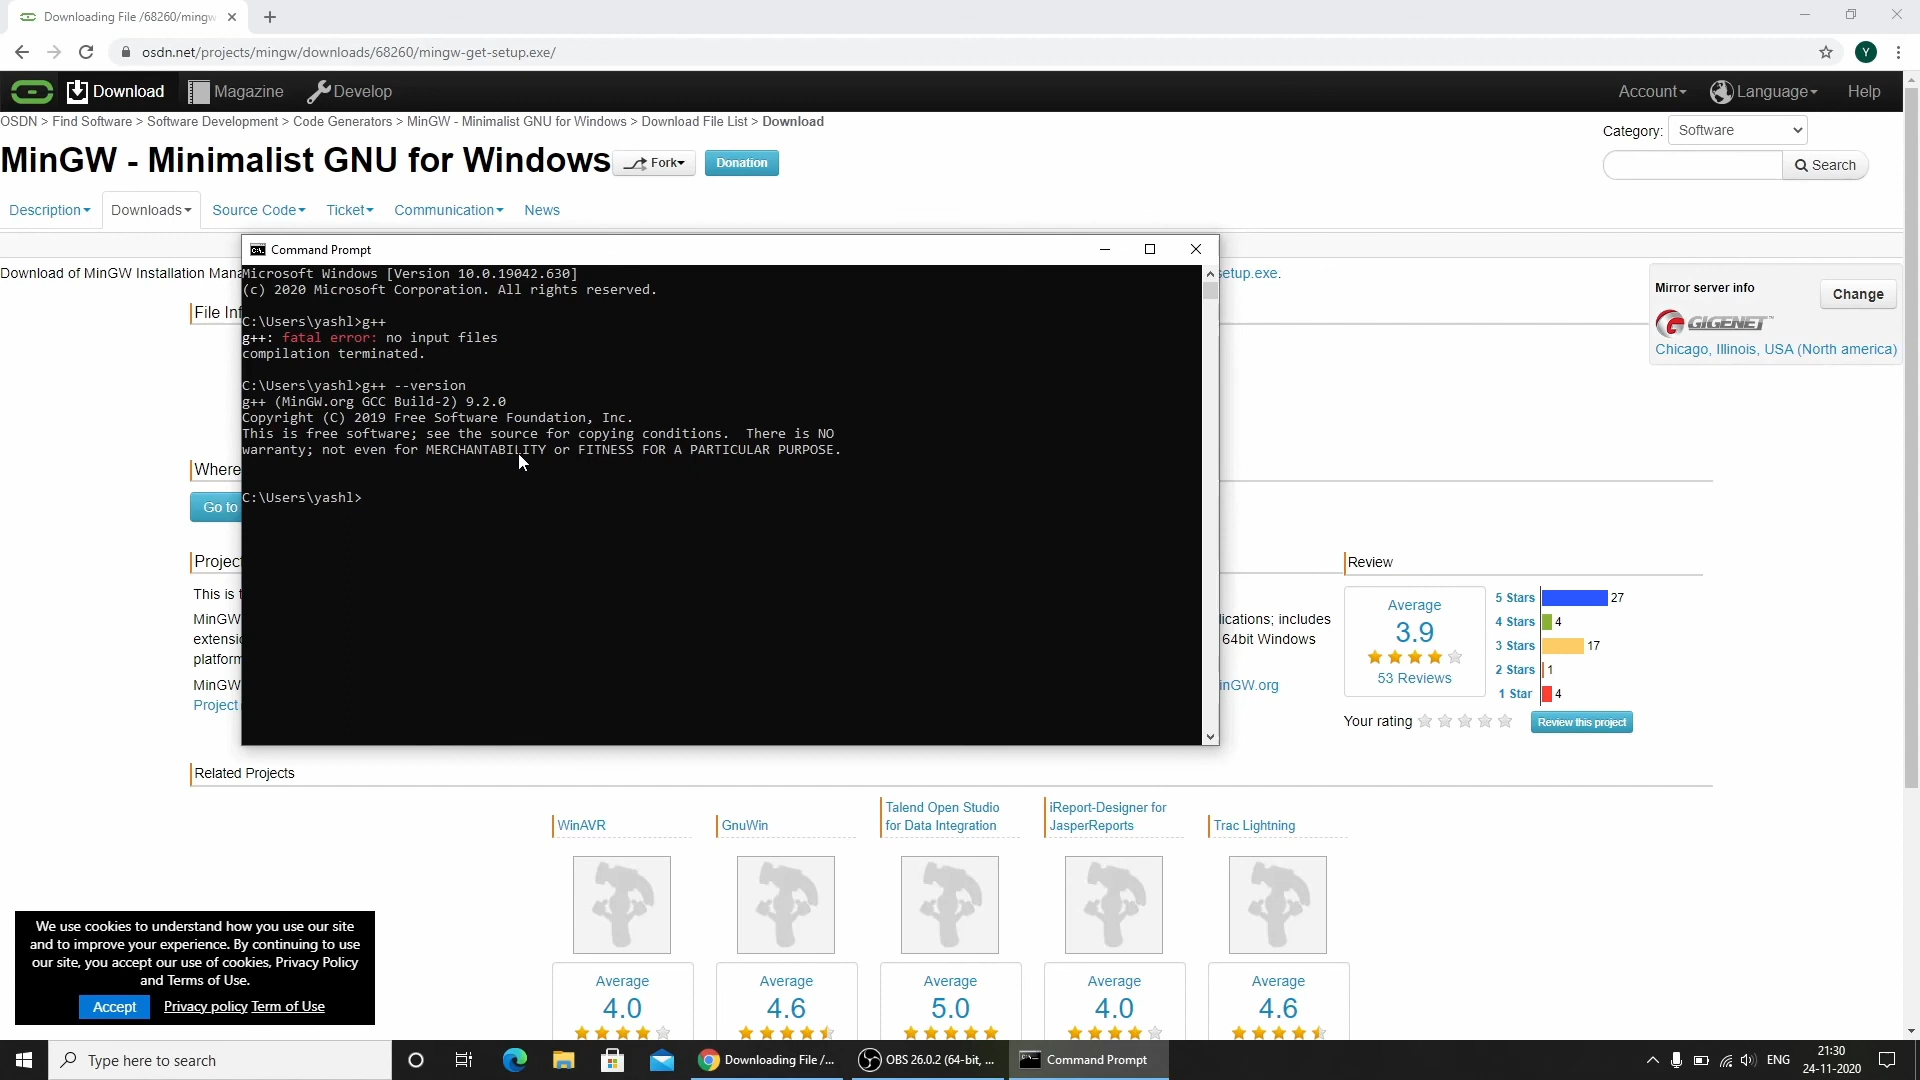 Downloading File /68260/mingw
osdn.net/projects/mingw/downloads/68260/mingw-get-setup.exe/
Y
Download
Magazine
Develop
Account
Language
Help
OSDN > Find Software > Software Development > Code Generators > MinGW - Minimalist GNU for Windows > Download File List > Download
Category: Software
MinGW - Minimalist GNU for Windows
Fork
Donation
Search
Description
Downloads
Source Code
Ticket
Communication
News
Command Prompt
Download of MinGW Installation Mana
setup.exe.
Microsoft Windows [Version 10.0.19042.630]
(c) 2020 Microsoft Corporation. All rights reserved.
C:\Users\yashl>g++
g++: fatal error: no input files
compilation terminated.
C:\Users\yashl>g++ --version
g++ (MinGW.org GCC Build-2) 9.2.0
Copyright (C) 2019 Free Software Foundation, Inc.
This is free software; see the source for copying conditions.  There is NO
warranty; not even for MERCHANTABILITY or FITNESS FOR A PARTICULAR PURPOSE.
C:\Users\yashl>
Mirror server info
Change
GIGENET
Chicago, Illinois, USA (North america)
File Inf
Where
Go to
Project
This is t
MinGW
extensio
platform
MinGW
Project
lications; includes
64bit Windows
inGW.org
Review
Average
3.9
53 Reviews
5 Stars 27
4 Stars 4
3 Stars 17
2 Stars 1
1 Star 4
Your rating
Review this project
Related Projects
WinAVR
GnuWin
Talend Open Studio
for Data Integration
iReport-Designer for
JasperReports
Trac Lightning
Average
4.0
Average
4.6
Average
5.0
Average
4.0
Average
4.6
We use cookies to understand how you use our site
and to improve your experience. By continuing to use
our site, you accept our use of cookies, Privacy Policy
and Terms of Use.
Accept
Privacy policy Term of Use
Type here to search
Downloading File /...
OBS 26.0.2 (64-bit, ...
Command Prompt
ENG
21:30
24-11-2020